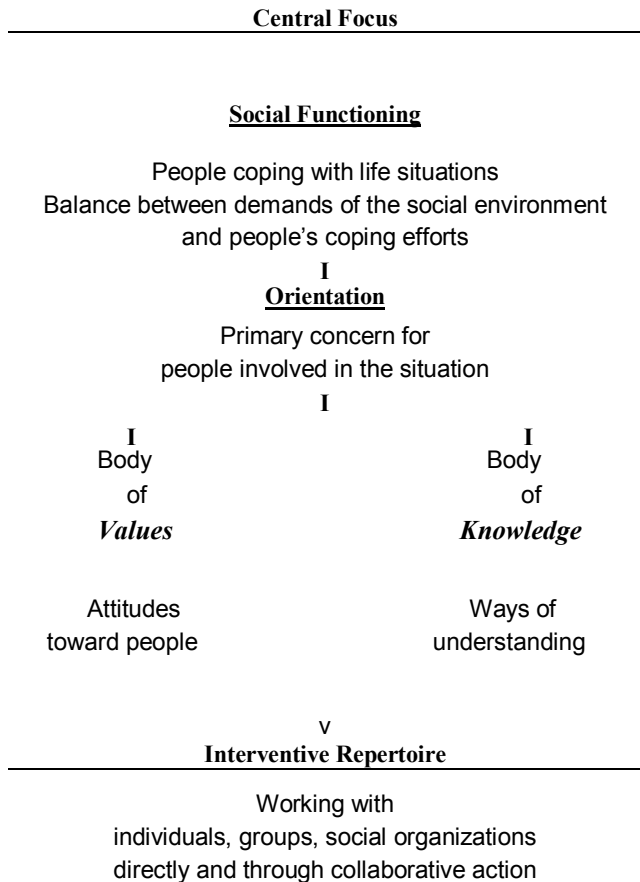 Central Focus
Social Functioning
People coping with life situations
Balance between demands of the social environment
and people's coping efforts
I
Orientation
Primary concern for
people involved in the situation
I
I I
Body Body
of of
Values Knowledge
Attitudes Ways of
toward people understanding
v
Interventive Repertoire
Working with
individuals, groups, social organizations
directly and through collaborative action